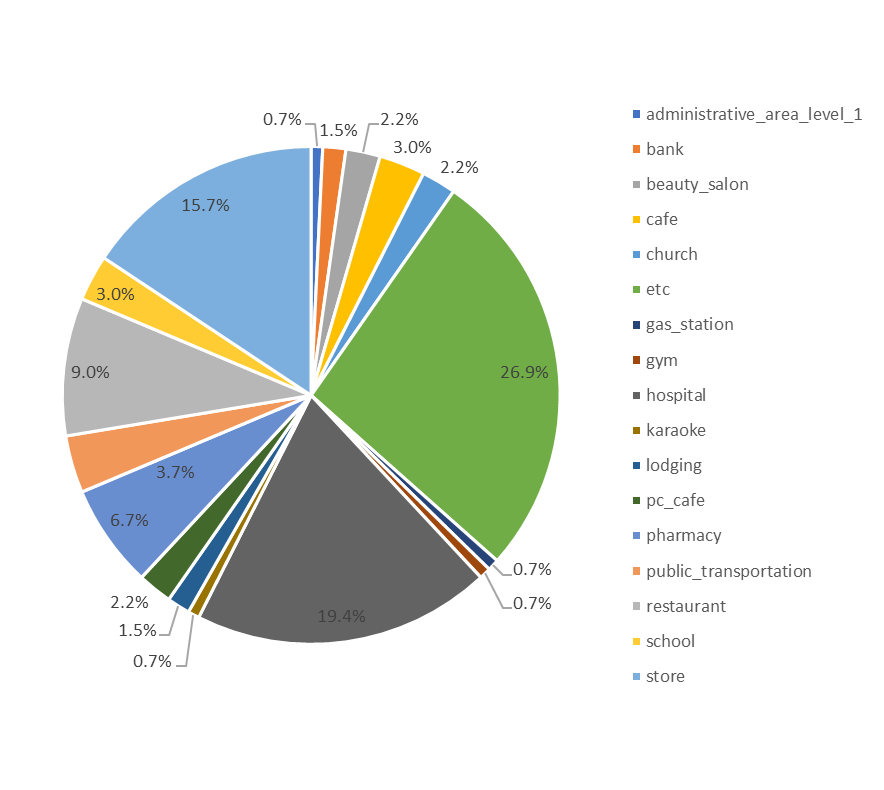 0.7%
1.5%
2.2%
3.0%
2.2%
26.9%
0.7%
0.7%
19.4%
0.7%
1.5%
2.2%
6.7%
3.7%
9.0%
3.0%
15.7%
administrative_area_level_1
bank
beauty_salon
cafe
church
etc
gas_station
gym
hospital
karaoke
lodging
pc_cafe
pharmacy
public_transportation
restaurant
school
store